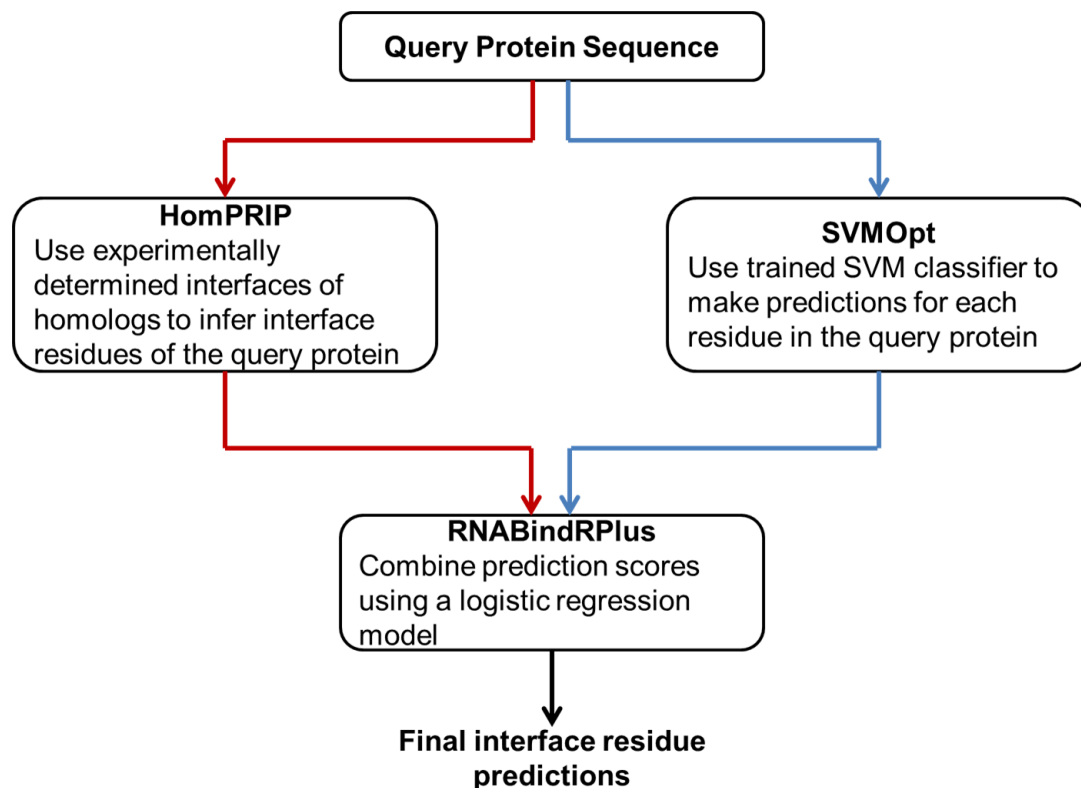 Query Protein Sequence
HomPRIP
Use experimentally
determined interfaces of
homologs to infer interface
residues of the query protein
SVMOpt
Use trained SVM classifier to
make predictions for each
residue in the query protein
RNABindRPlus
Combine prediction scores
using a logistic regression
model
Final interface residue
predictions